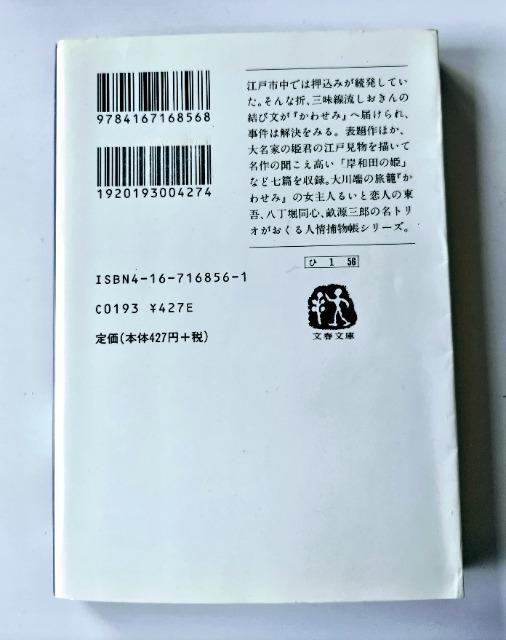 9784167168568
1920193004274
江戸市中では押込みが続発してい
た。そんな折、三味線流しおきんの
結び文が『かわせみ』へ届けられ、
事件は解決をみる。表題作ほか、
大名家の姫君の江戸見物を描いて
名作の聞こえ高い「岸和田の姫」
など七篇を収録。大川端の旅籠『か
わせみ』の女主人るいと恋人の東
吾、八丁堀同心、畝源三郎の名トリ
オがおくる人情捕物帳シリーズ。
ひ 1 56
文春文庫
ISBN4-16-716856-1
C0193 ¥427E
定価(本体427円+税)